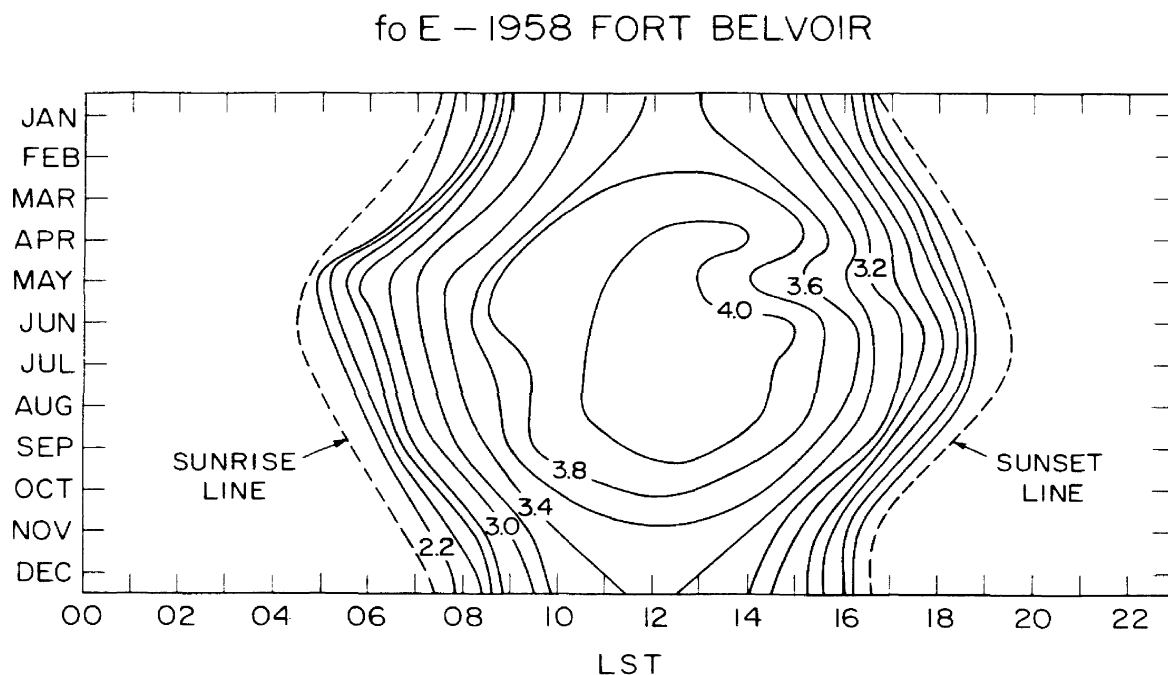 fo E – 1958 FORT BELVOIR
JAN
FEB
MAR
APR
MAY
JUN
JUL
AUG
SEP
OCT
NOV
DEC
3.2
3.6
4.0
3.8
3.4
3.0
2.2
SUNRISE
LINE
SUNSET
LINE
00 02 04 06 08 10 12 14 16 18 20 22
LST